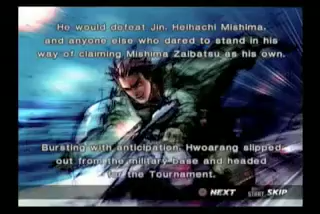 He would defeat Jin, Heihachi Mishima,
and anyone else who dared to stand in his
way of claiming Mishima Zaibatsu as his own.
Bursting with anticipation, Hwoarang slipped
out from the military base and headed
for the Tournament.
NEXT START SKIP